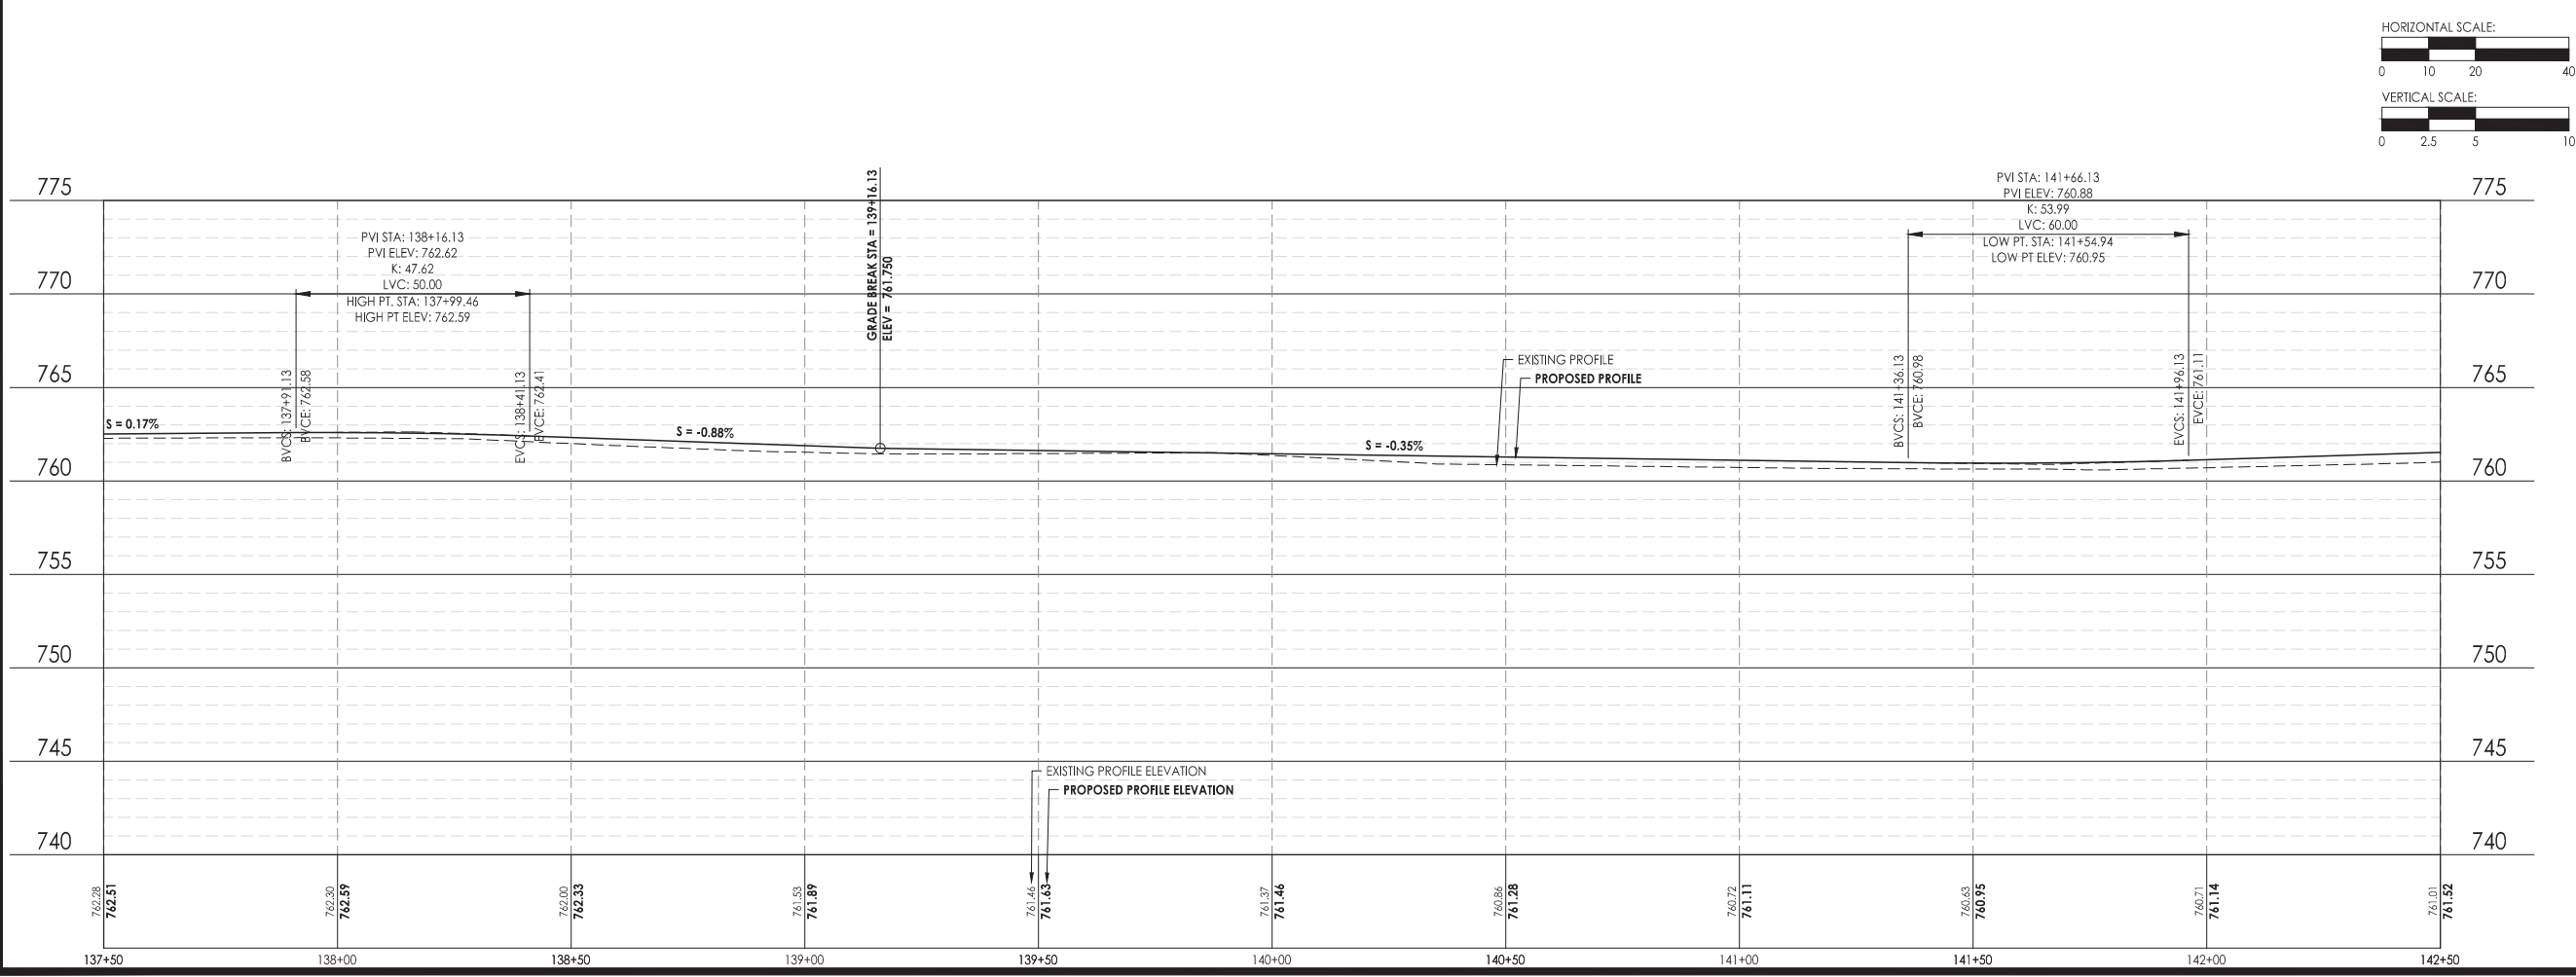 HORIZONTAL SCALE:
0 10 20 40
VERTICAL SCALE:
0 2.5 5 10
775
770
765
760
755
750
745
740
775
770
765
760
755
750
745
740
PVI STA: 138+16.13
PVI ELEV: 762.62
K: 47.62
LVC: 50.00
HIGH PT. STA: 137+99.46
HIGH PT ELEV: 762.59
BVCS: 137+91.13
BVCE: 762.58
EVCS: 138+41.13
EVCE: 762.41
GRADE BREAK STA = 139+16.13
ELEV = 761.750
PVI STA: 141+66.13
PVI ELEV: 760.88
K: 53.99
LVC: 60.00
LOW PT. STA: 141+54.94
LOW PT ELEV: 760.95
BVCS: 141+36.13
BVCE: 760.98
EVCS: 141+96.13
EVCE: 761.11
EXISTING PROFILE
PROPOSED PROFILE
S = 0.17%
S = -0.88%
S = -0.35%
EXISTING PROFILE ELEVATION
PROPOSED PROFILE ELEVATION
762.28
762.51
762.30
762.59
762.00
762.33
761.53
761.89
761.46
761.63
761.37
761.46
760.86
761.28
760.72
761.11
760.63
760.95
760.71
761.14
761.01
761.52
137+50 138+00 138+50 139+00 139+50 140+00 140+50 141+00 141+50 142+00 142+50